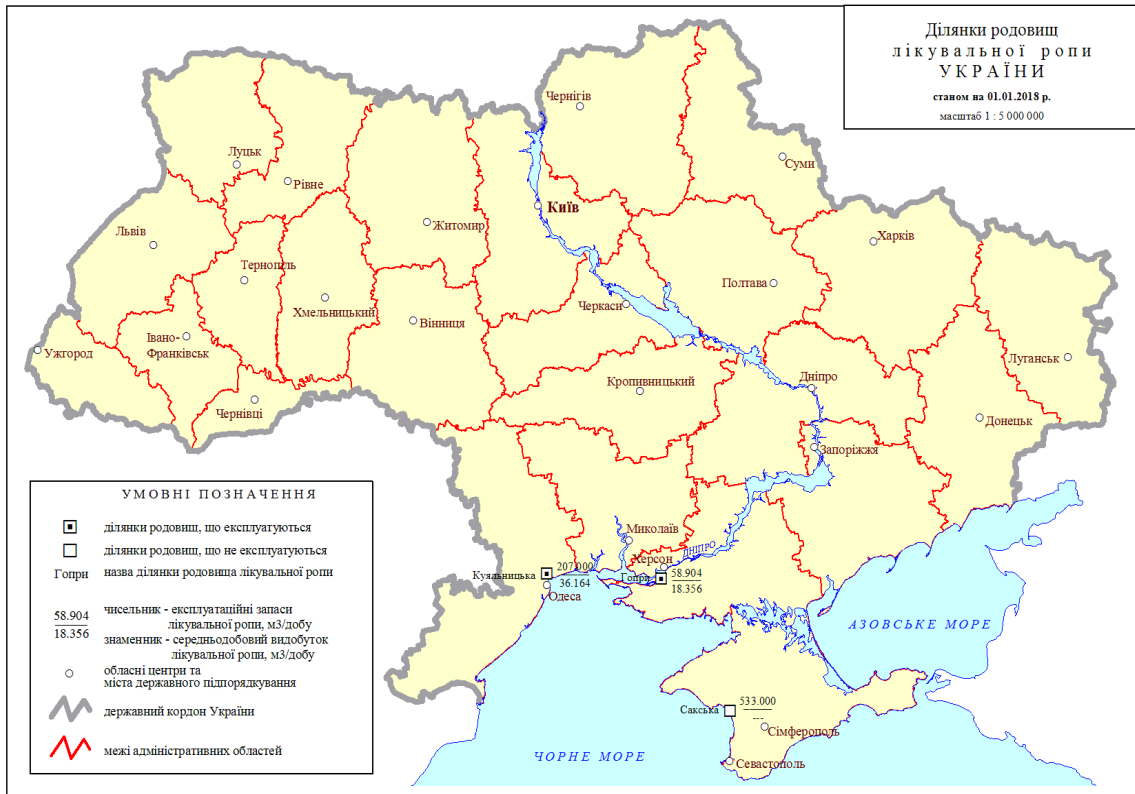 Ділянки родовищ
лікувальної ропи
УКРАЇНИ
станом на 01.01.2018 р.
масштаб 1 : 5 000 000
Чернігів
Суми
Луцьк
Рівне
Київ
Житомир
Харків
Львів
Тернопіль
Полтава
Хмельницький
Черкаси
Вінниця
Івано-
Франківськ
Ужгород
Луганськ
Дніпро
Кропивницький
Чернівці
Донецьк
Запоріжжя
Миколаїв
ДНІПРО
Херсон
207.000
Куяльницька
36.164
Одеса
Гопри
58.904
18.356
АЗОВСЬКЕ МОРЕ
533.000
Сакська
---
Сімферополь
ЧОРНЕ МОРЕ
Севастополь
УМОВНІ ПОЗНАЧЕННЯ
ділянки родовищ, що експлуатуються
ділянки родовищ, що не експлуатуються
Гопри назва ділянки родовища лікувальної ропи
58.904
18.356
чисельник - експлуатаційні запаси
лікувальної ропи, м3/добу
знаменник - середньодобовий видобуток
лікувальної ропи, м3/добу
обласні центри та
міста державного підпорядкування
державний кордон України
межі адміністративних областей